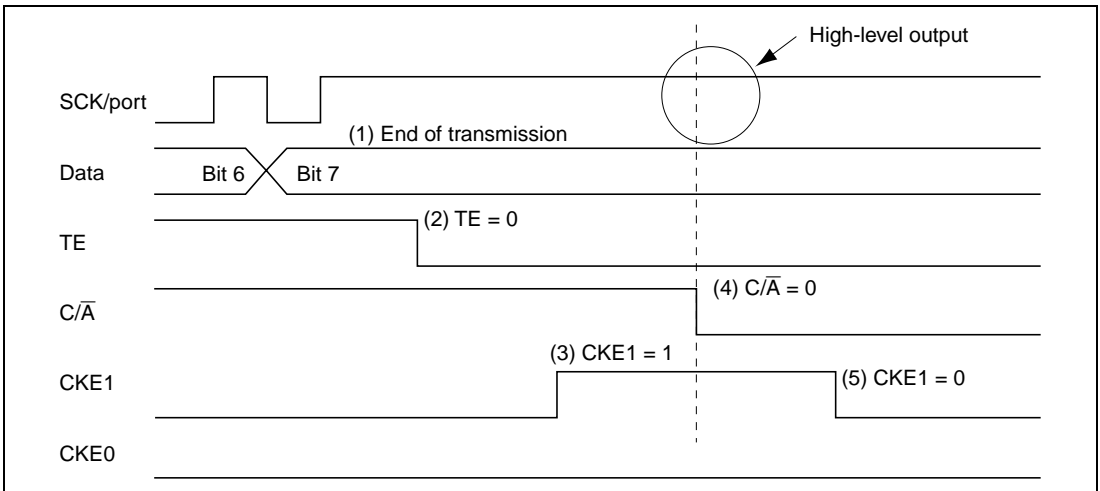 High-level output
SCK/port
(1) End of transmission
Data
Bit 6
Bit 7
(2) TE = 0
TE
(4) C/A̅ = 0
C/A̅
(3) CKE1 = 1
CKE1
(5) CKE1 = 0
CKE0